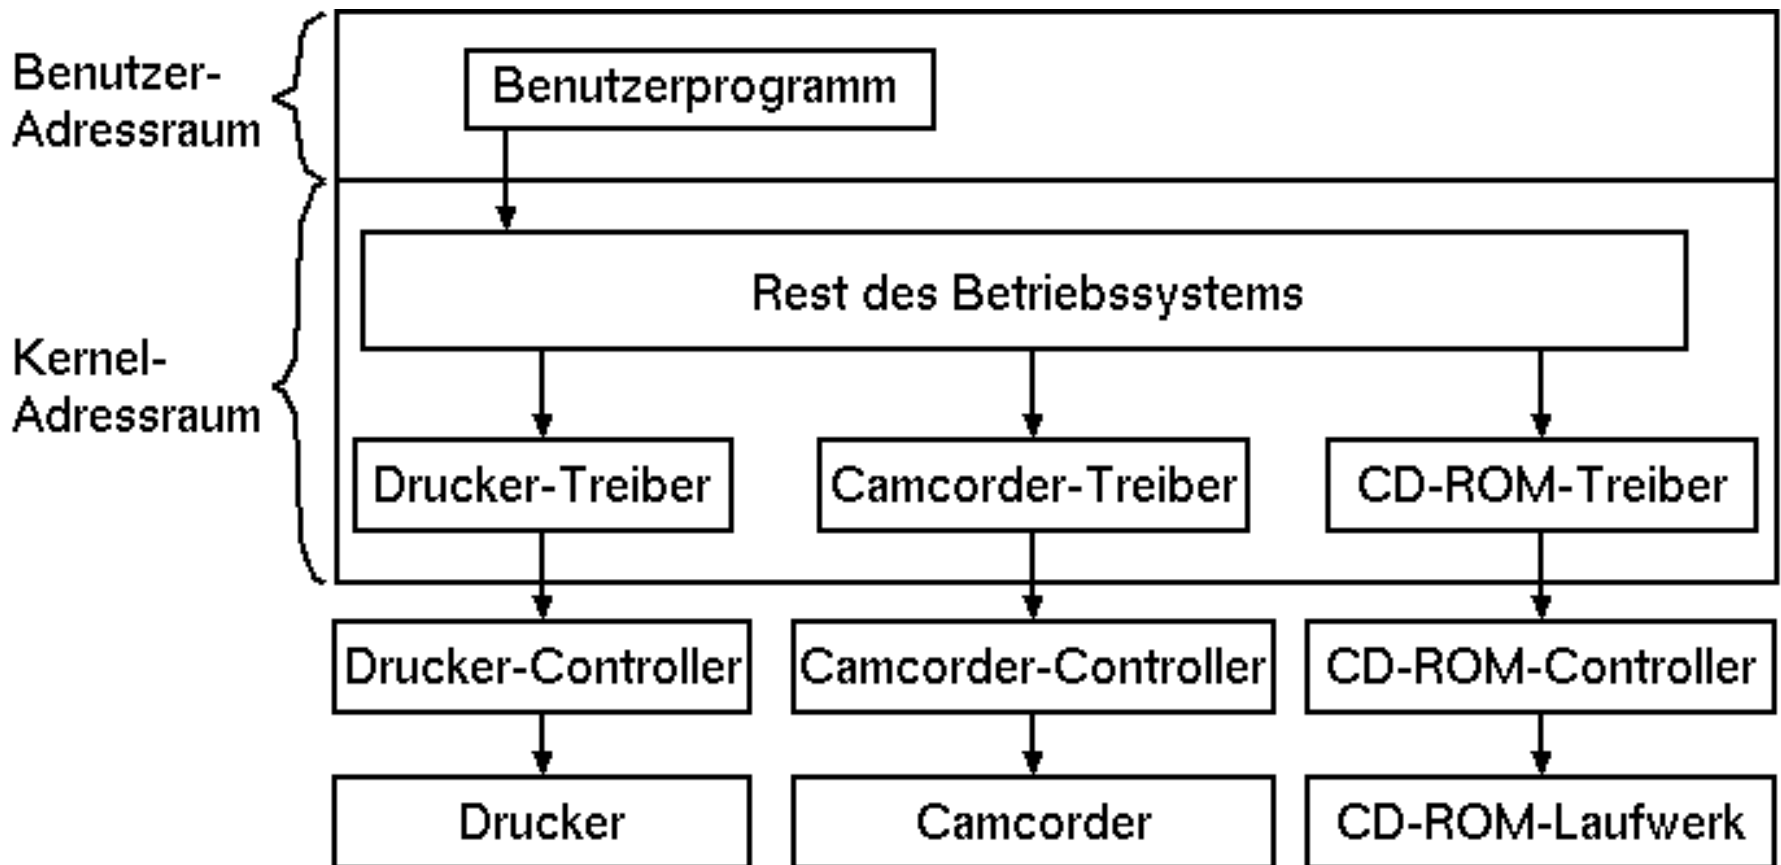 Benutzer-
Adressraum
Benutzerprogramm
Rest des Betriebssystems
Kernel-
Adressraum
Drucker-Treiber
Camcorder-Treiber
CD-ROM-Treiber
Drucker-Controller
Camcorder-Controller
CD-ROM-Controller
Drucker
Camcorder
CD-ROM-Laufwerk